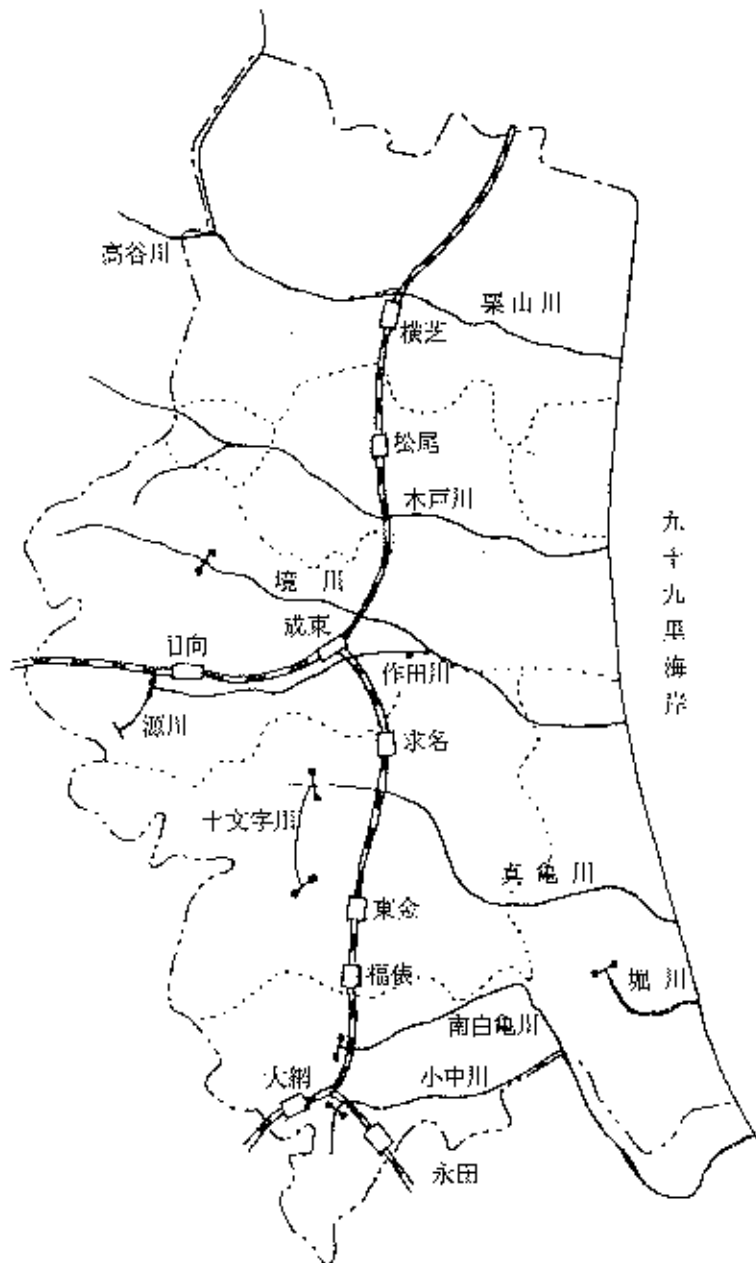 高谷川
栗山川
横芝
松尾
木戸川
九十九里海岸
境川
成東
日向
作田川
源川
求名
十文字川
真亀川
東金
福俵
堀川
南白亀川
大網
小中川
永田